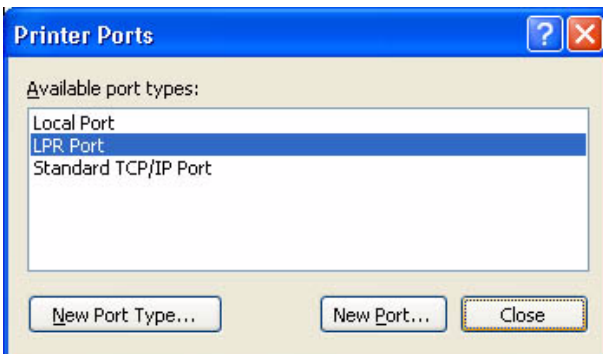 Printer Ports
Available port types:
Local Port
LPR Port
Standard TCP/IP Port
New Port Type... New Port... Close